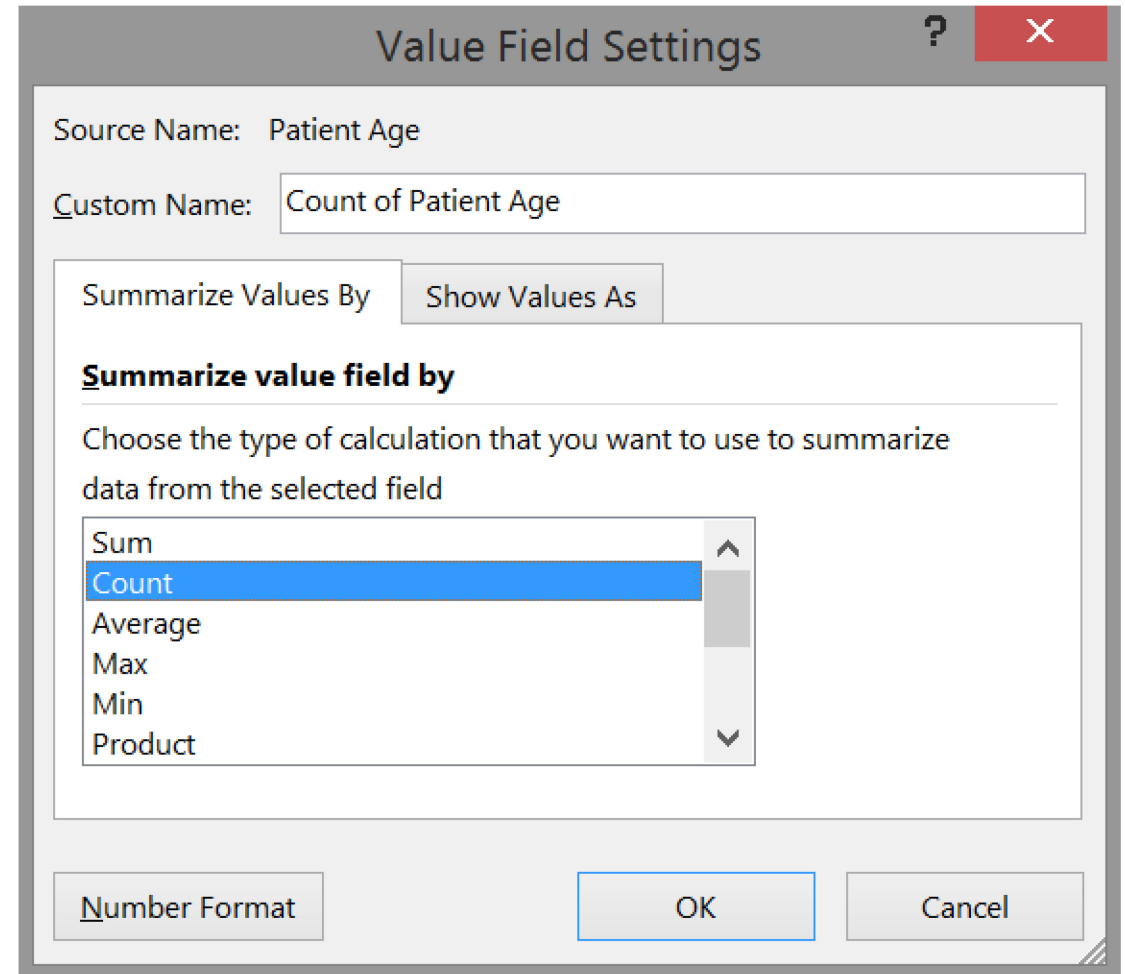 Value Field Settings ?
Source Name: Patient Age
Custom Name: Count of Patient Age
Summarize Values By Show Values As
Summarize value field by
Choose the type of calculation that you want to use to summarize
data from the selected field
Sum
Count
Average
Max
Min
Product
Number Format OK Cancel